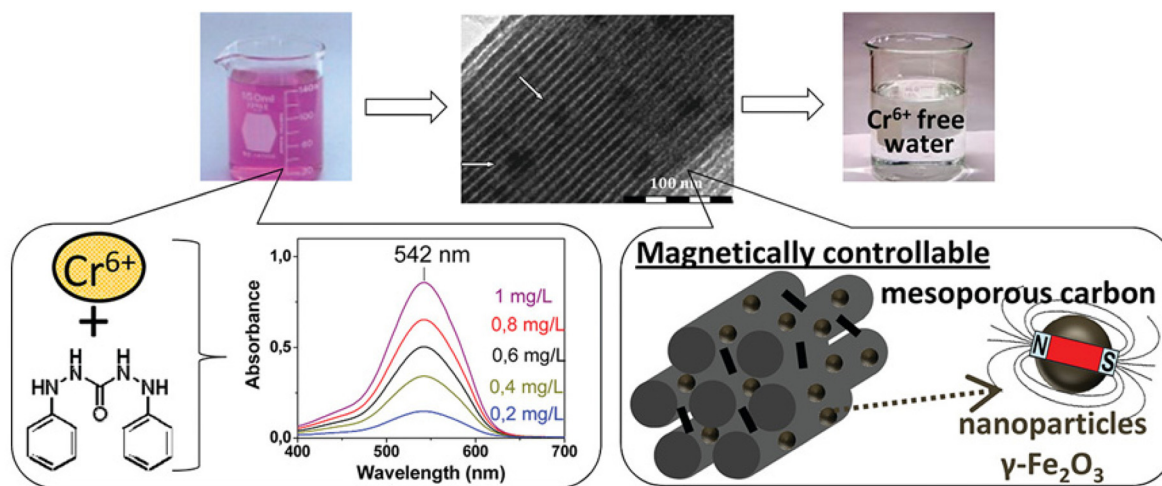 150ml
Cr⁶⁺ free
water
100 nm
Cr⁶⁺
+
H H
N N
NH HN
O
1,0
0,5
0,0
Absorbance
542 nm
1 mg/L
0,8 mg/L
0,6 mg/L
0,4 mg/L
0,2 mg/L
400 500 600 700
Wavelength (nm)
Magnetically controllable
mesoporous carbon
N S
nanoparticles
γ-Fe₂O₃